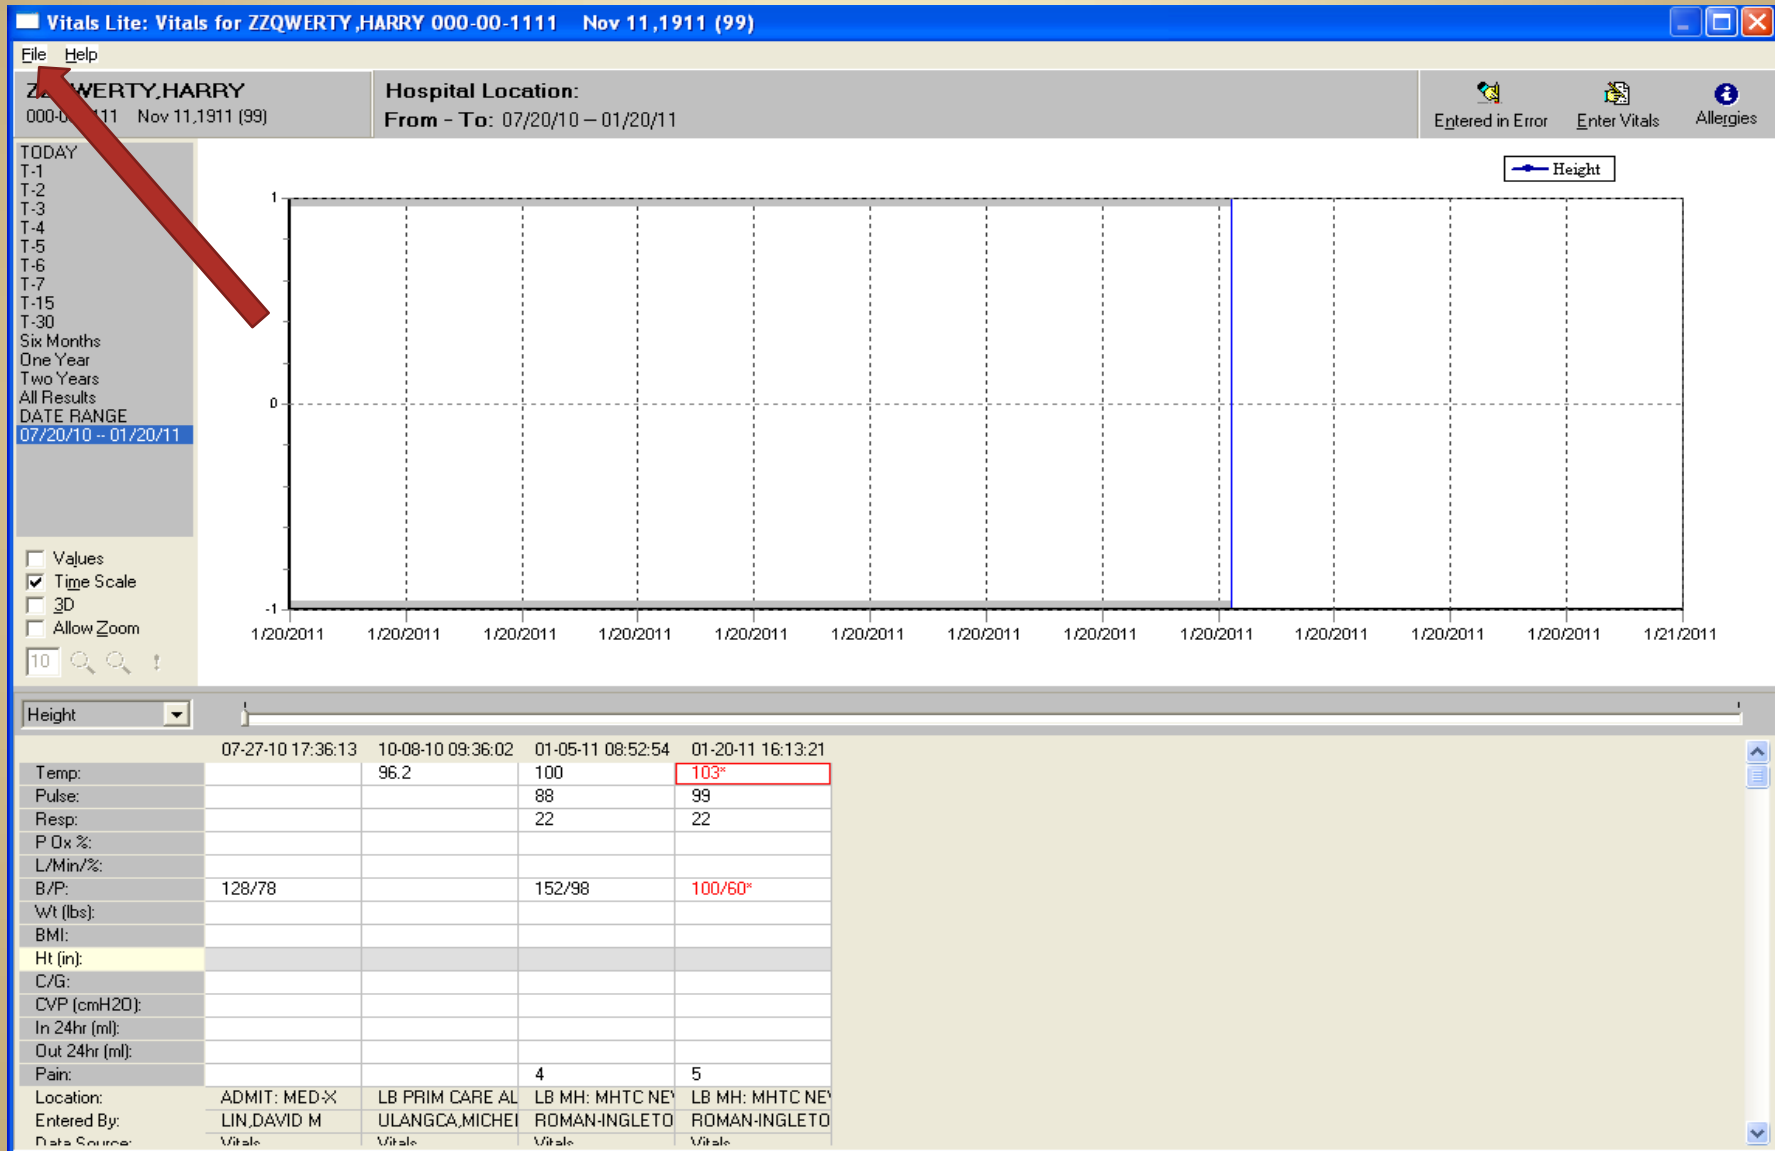 Vitals Lite: Vitals for ZZQWERTY,HARRY 000-00-1111 Nov 11,1911 (99)
File Help
HARRY
Nov 11,1911 (99)
Hospital Location:
From - To: 07/20/10 -- 01/20/11
Entered in Error Enter Vitals Allergies
TODAY
T-1
T-2
T-3
T-4
T-5
T-6
T-7
T-15
T-30
Six Months
One Year
Two Years
All Results
DATE RANGE
07/20/10 -- 01/20/11
Values
Time Scale
3D
Allow Zoom
10
Height
1
0
-1
1/20/2011 1/20/2011 1/20/2011 1/20/2011 1/20/2011 1/20/2011 1/20/2011 1/20/2011 1/20/2011 1/20/2011 1/20/2011 1/20/2011 1/21/2011
Height
07-27-10 17:36:13 10-08-10 09:36:02 01-05-11 08:52:54 01-20-11 16:13:21
Temp: 96.2 100 103*
Pulse: 88 99
Resp: 22 22
P Ox %:
L/Min/%:
B/P: 128/78 152/98 100/60*
Wt (lbs):
BMI:
Ht (in):
C/G:
CVP (cmH2O):
In 24hr (ml):
Out 24hr (ml):
Pain: 4 5
Location: ADMIT: MED-X LB PRIM CARE AL LB MH: MHTC NE LB MH: MHTC NE
Entered By: LIN,DAVID M ULANGCA,MICHE ROMAN-INGLETO ROMAN-INGLETO
Data Source: Vitals Vitals Vitals Vitals